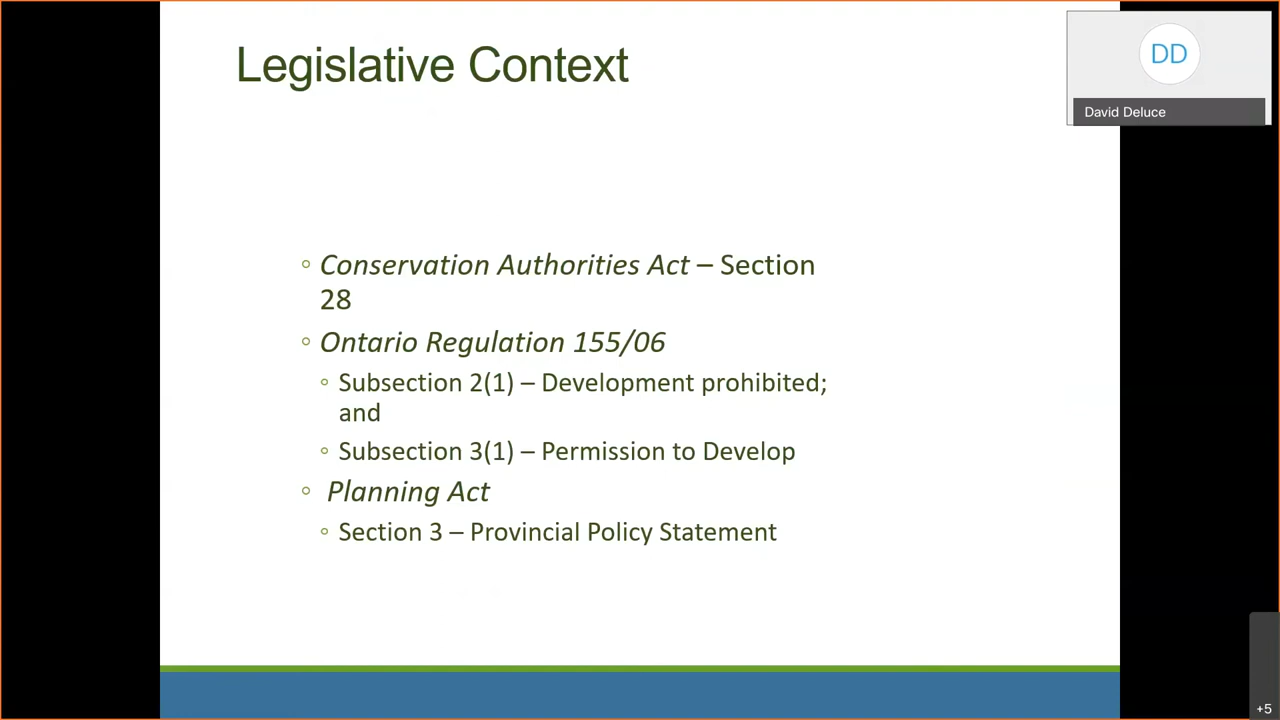 Legislative Context
DD
David Deluce
◦ Conservation Authorities Act – Section
28
◦ Ontario Regulation 155/06
◦ Subsection 2(1) – Development prohibited;
and
◦ Subsection 3(1) – Permission to Develop
◦ Planning Act
◦ Section 3 – Provincial Policy Statement
+5